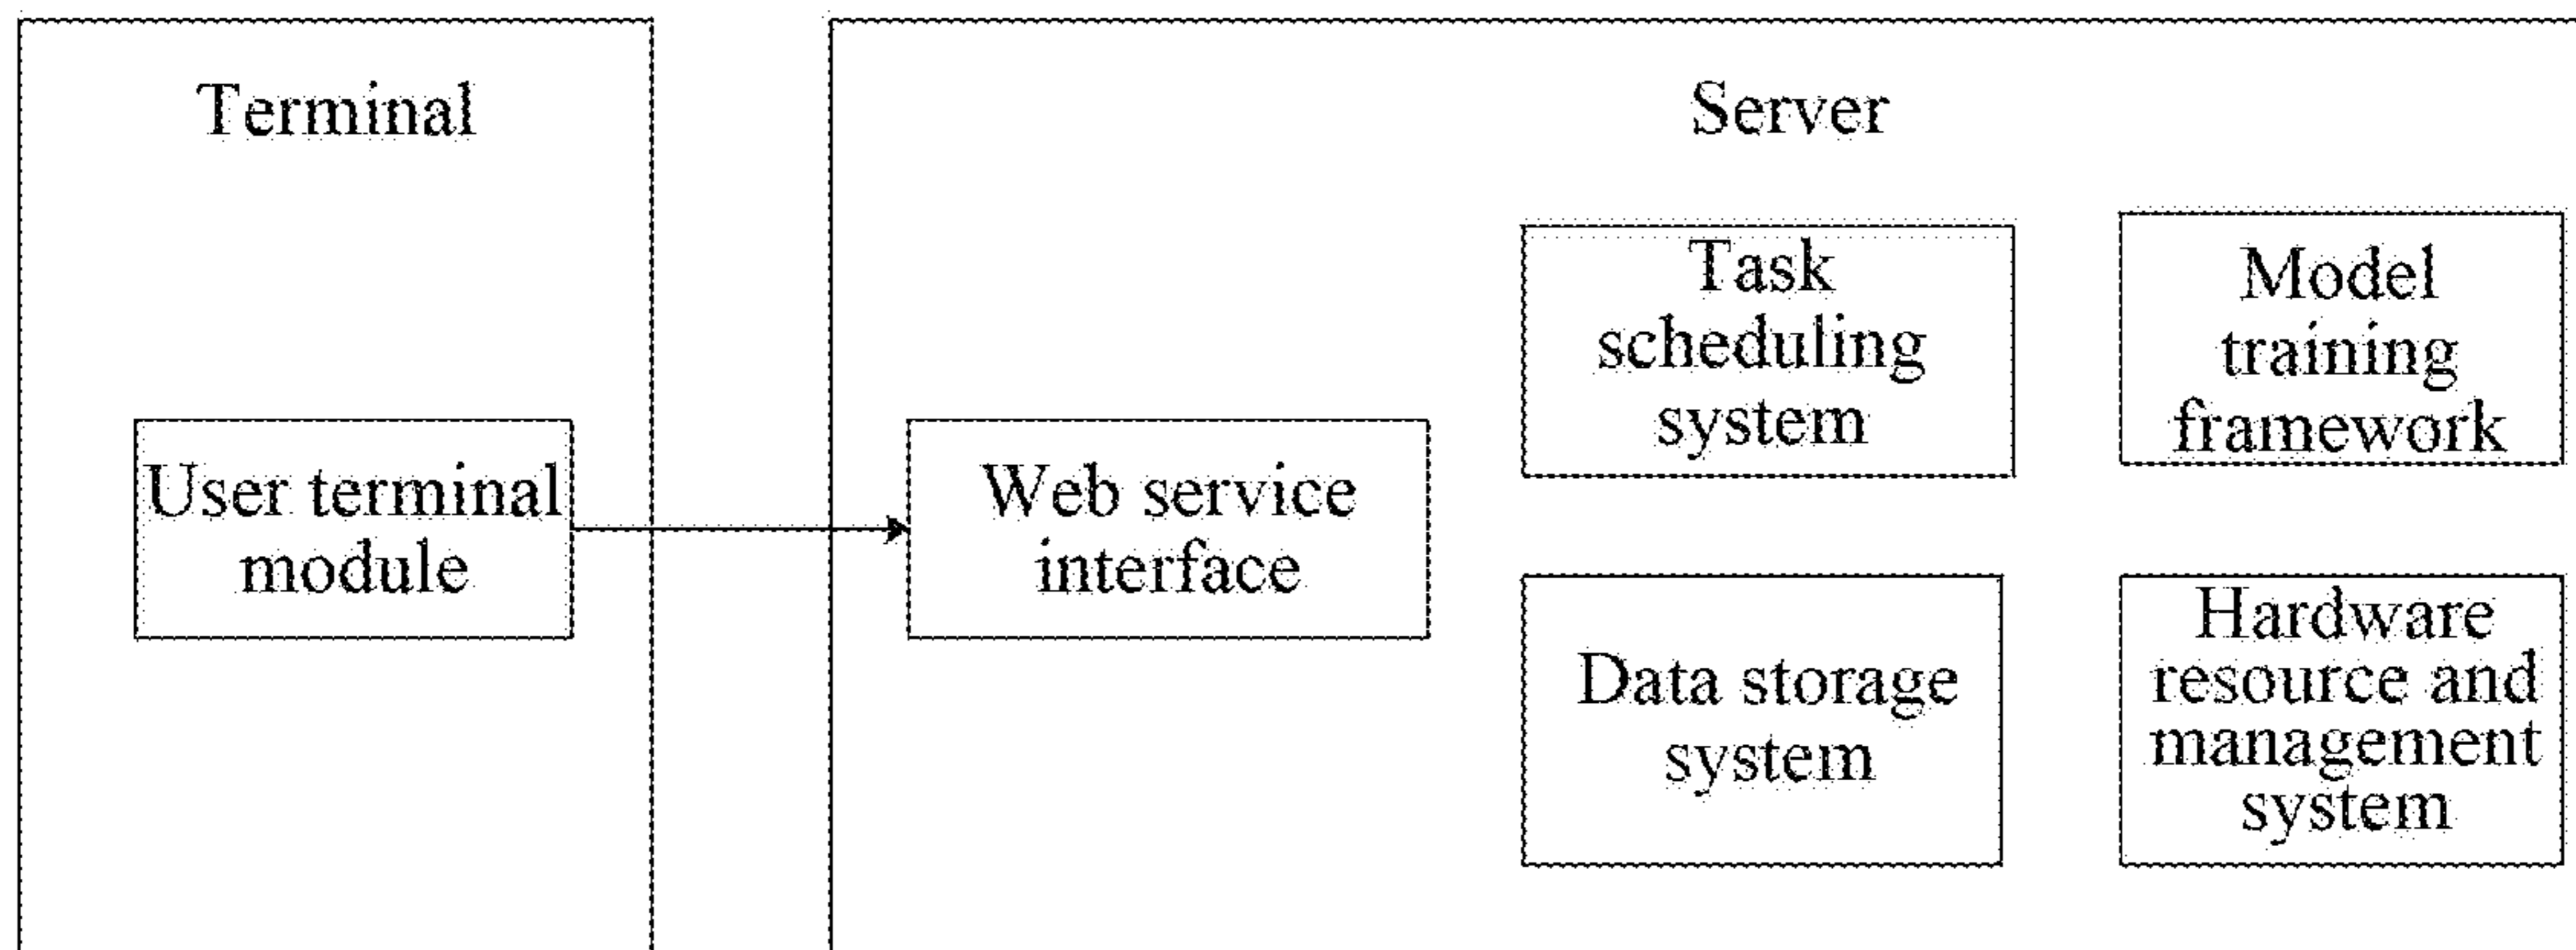 Terminal
Server
User terminal
module
Web service
interface
Task
scheduling
system
Model
training
framework
Data storage
system
Hardware
resource and
management
system